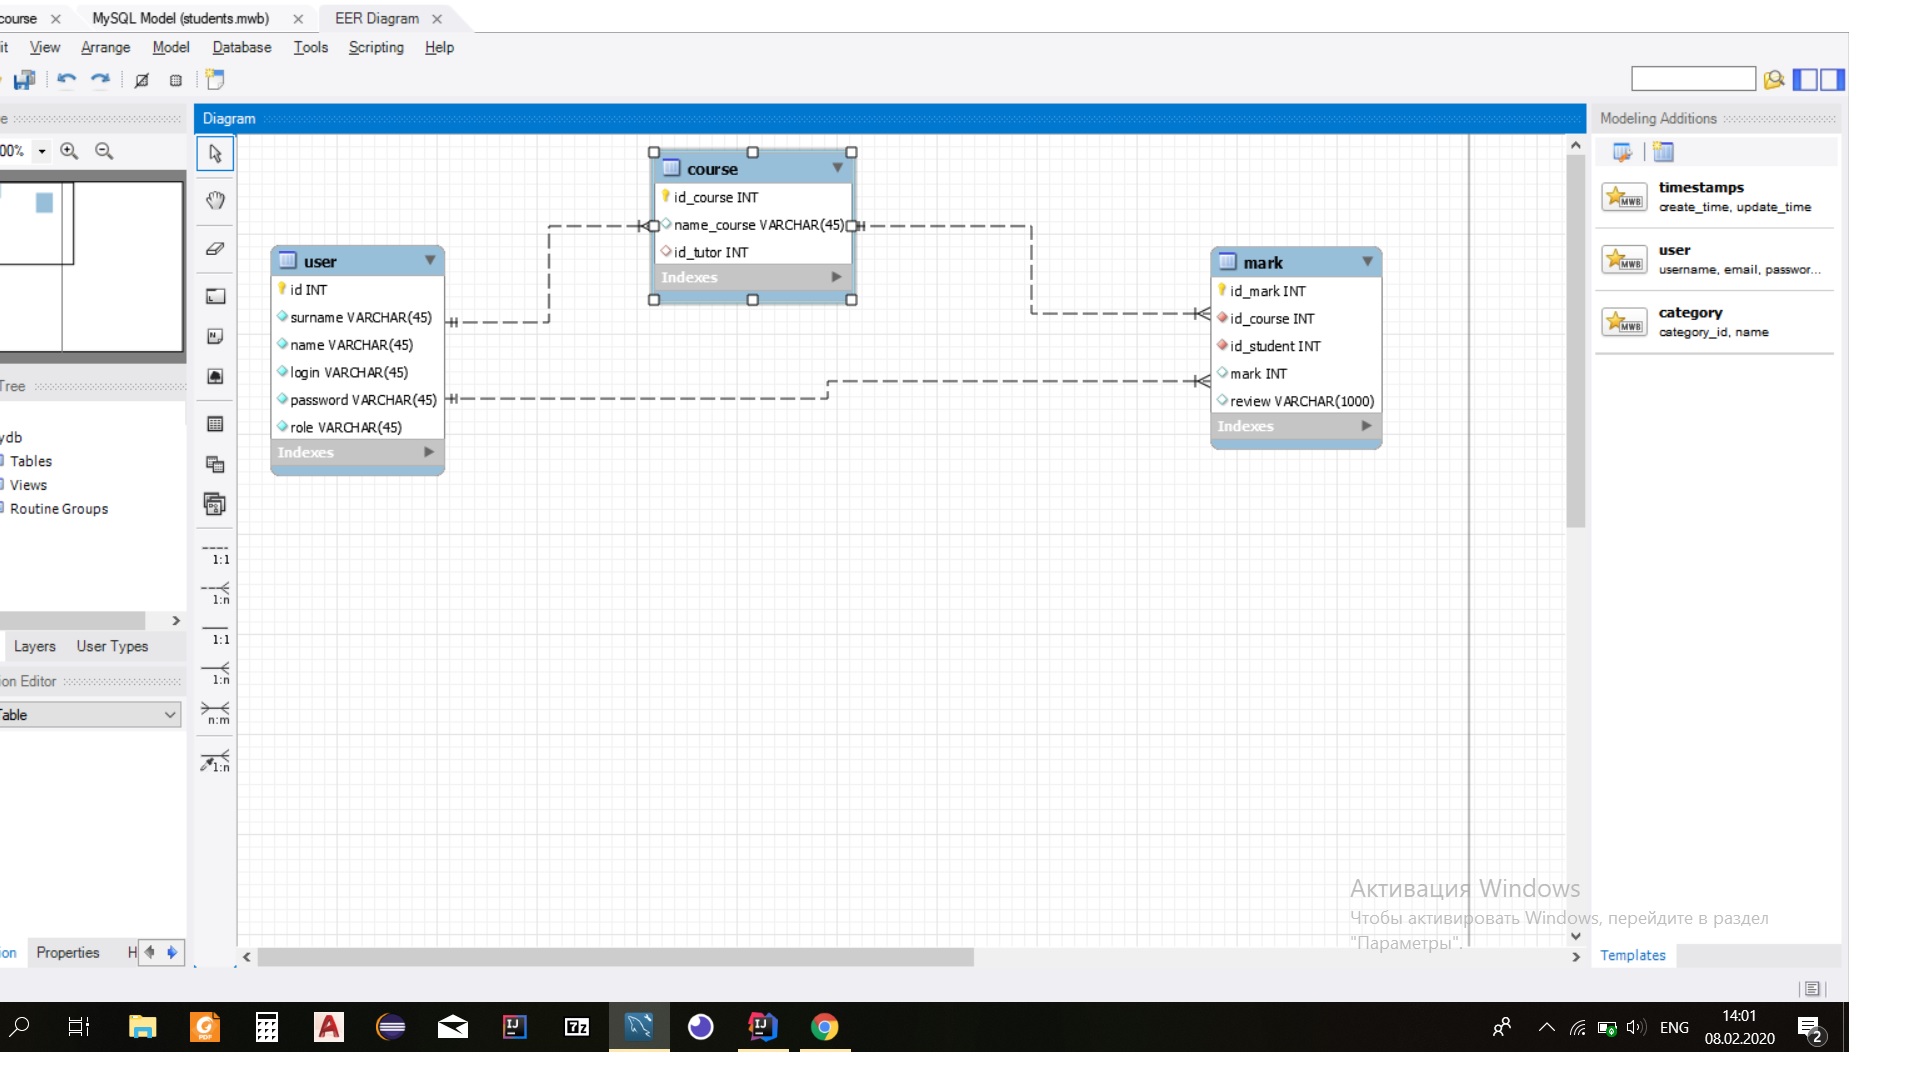 course
MySQL Model (students.mwb)
EER Diagram
it View Arrange Model Database Tools Scripting Help
e
00%
Diagram
Modeling Additions
timestamps
create_time, update_time
user
username, email, passwor...
category
category_id, name
course
id_course INT
name_course VARCHAR(45)
id_tutor INT
Indexes
user
id INT
surname VARCHAR(45)
name VARCHAR(45)
login VARCHAR(45)
password VARCHAR(45)
role VARCHAR(45)
Indexes
mark
id_mark INT
id_course INT
id_student INT
mark INT
review VARCHAR(1000)
Indexes
Tree
ydb
Tables
Views
Routine Groups
Layers User Types
ion Editor
Table
ion Properties H
1:1
1:n
1:1
1:n
n:m
1:n
Активация Windows
Чтобы активировать Windows, перейдите в раздел
"Параметры".
Templates
ENG
14:01
08.02.2020
2